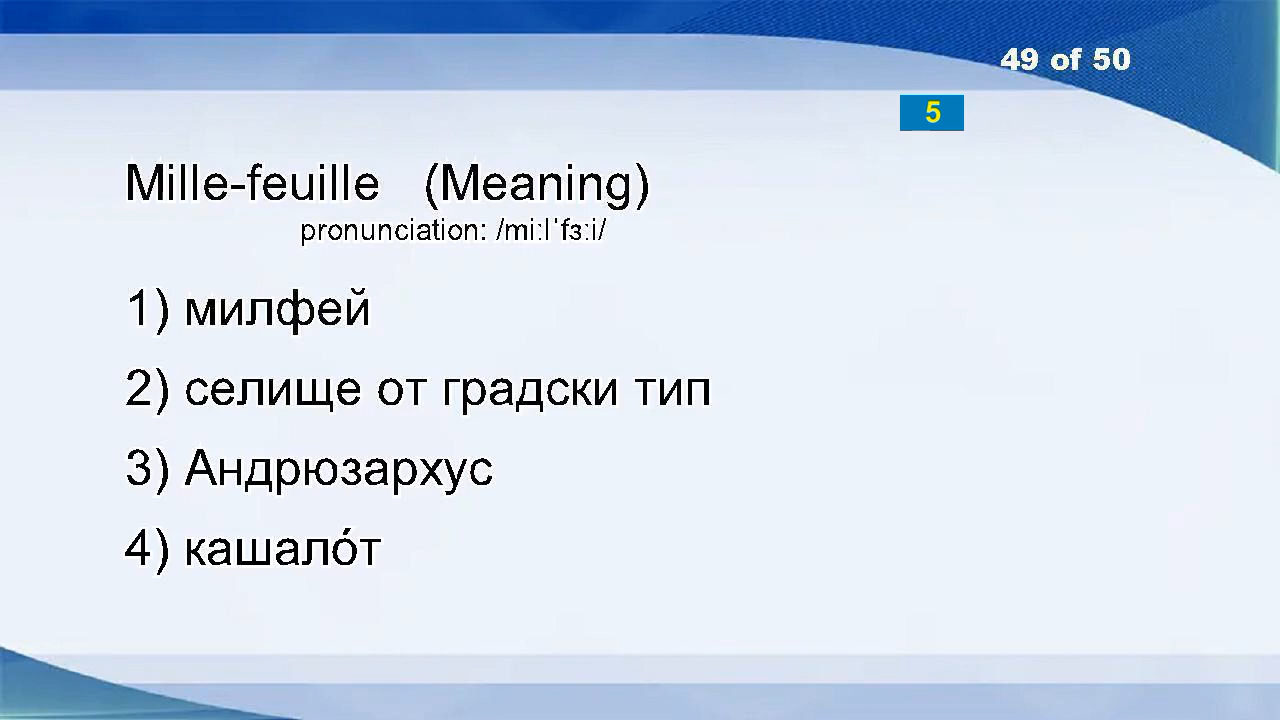 49 of 50
5
Mille-feuille (Meaning)
pronunciation: /miːlˈfɜːi/
1) милфей
2) селище от градски тип
3) Андрюзархус
4) кашало́т